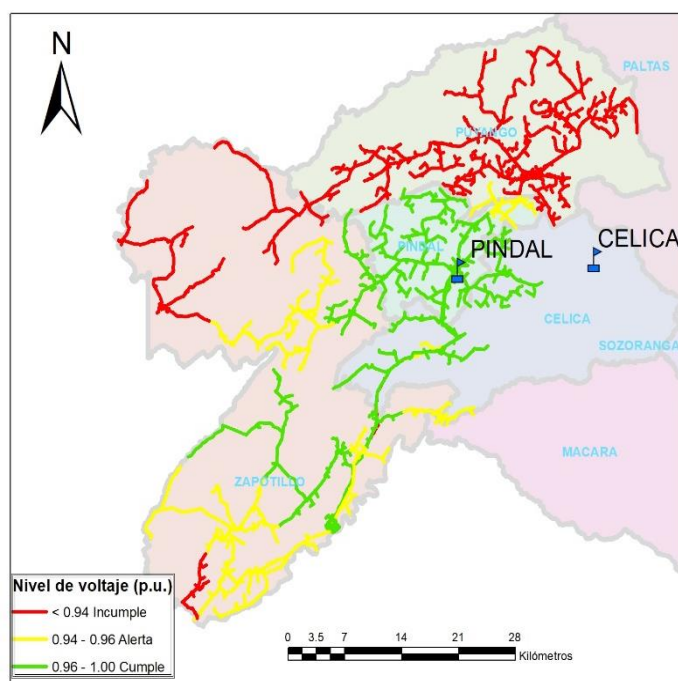 N
PALTAS
PUYANGO
CELICA
PINDAL
PINDAL
CELICA
SOZORANGA
MACARA
ZAPOTILLO
Nivel de voltaje (p.u.)
< 0.94 Incumple
0.94 - 0.96 Alerta
0.96 - 1.00 Cumple
0 3.5 7 14 21 28
Kilómetros